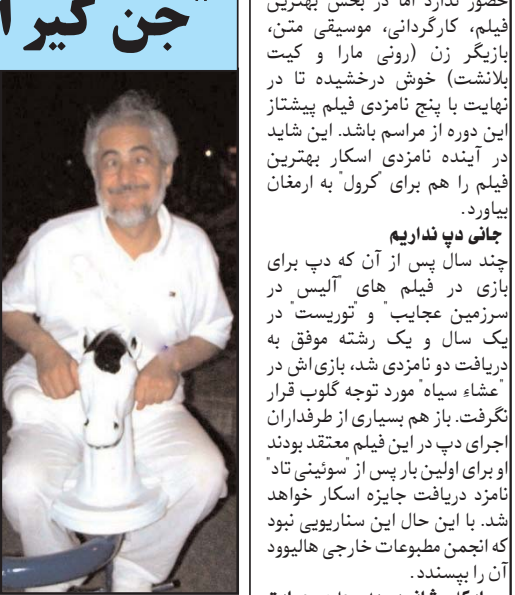 "جن گیر
حضور ندارد اما در بخش بهترین
فیلم، کارگردانی، موسیقی متن،
بازیگر زن (رونی مارا و کیت
بلانشت) خوش درخشیده تا در
نهایت با پنج نامزدی فیلم پیشتاز
این دوره از مراسم باشد. این شاید
در آینده نامزدی اسکار بهترین
فیلم را هم برای "کرول" به ارمغان
بیاورد.
جانی دپ نداریم
چند سال پس از آن که دپ برای
بازی در فیلم های "آلیس در
سرزمین عجایب" و "توریست" در
یک سال و یک رشته موفق به
دریافت دو نامزدی شد، بازی‌اش در
"عشاء سیاه" مورد توجه گلوب قرار
نگرفت. باز هم بسیاری از طرفداران
اجرای دپ در این فیلم معتقد بودند
او برای اولین بار پس از "سوئینی تاد"
نامزد دریافت جایزه اسکار خواهد
شد. با این حال این سناریویی نبود
که انجمن مطبوعات خارجی هالیوود
آن را بپسندد.